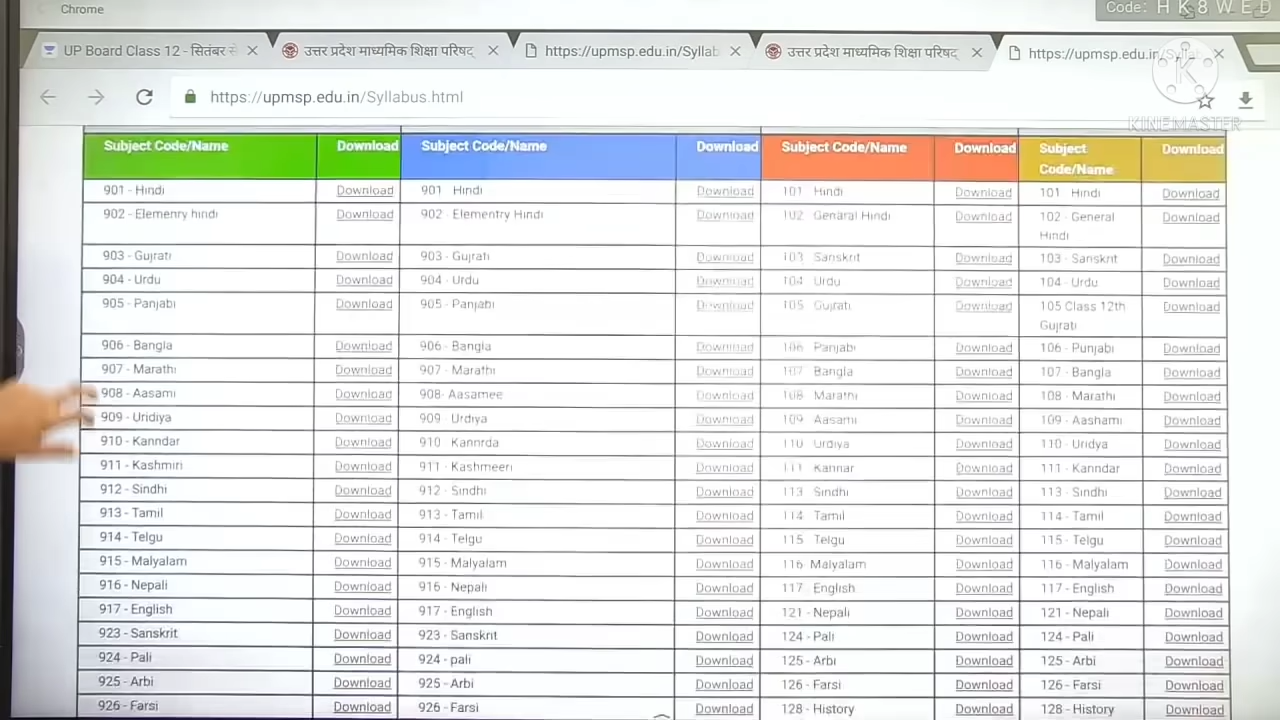 Chrome
Code: H K 8 W E D
UP Board Class 12 - सितंबर
उत्तर प्रदेश माध्यमिक शिक्षा परिषद्
https://upmsp.edu.in/Syllab
उत्तर प्रदेश माध्यमिक शिक्षा परिषद्
https://upmsp.edu.in/Syllab
https://upmsp.edu.in/Syllabus.html
KINEMASTER
Subject Code/Name Download Subject Code/Name Download Subject Code/Name Download Subject Code/Name Download
901 - Hindi Download 901 Hindi Download 101 Hindi Download 101 Hindi Download
902 - Elemenry hindi Download 902 - Elementry Hindi Download 102 Genaral Hindi Download 102 - General Hindi Download
903 - Gujrati Download 903 - Gujrati Download 103 Sanskrit Download 103 - Sanskrit Download
904 - Urdu Download 904 - Urdu Download 104 Urdu Download 104 - Urdu Download
905 - Panjabi Download 905 - Panjabi Download 105 Gujrati Download 105 Class 12th Gujrati Download
906 - Bangla Download 906 - Bangla Download 106 Panjabi Download 106 - Punjabi Download
907 - Marathi Download 907 - Marathi Download 107 Bangla Download 107 - Bangla Download
908 - Aasami Download 908- Aasamee Download 108 Marathi Download 108 - Marathi Download
909 - Uridiya Download 909 Urdiya Download 109 Aasami Download 109 - Aashami Download
910 - Kanndar Download 910 Kannrda Download 110 Urdiya Download 110 - Uridya Download
911 - Kashmiri Download 911 - Kashmeeri Download 111 Kannar Download 111 - Kanndar Download
912 - Sindhi Download 912 - Sindhi Download 113 Sindhi Download 113 - Sindhi Download
913 - Tamil Download 913 - Tamil Download 114 Tamil Download 114 - Tamil Download
914 - Telgu Download 914 - Telgu Download 115 Telgu Download 115 - Telgu Download
915 - Malyalam Download 915 - Malyalam Download 116 Malyalam Download 116 - Malyalam Download
916 - Nepali Download 916 - Nepali Download 117 English Download 117 - English Download
917 - English Download 917 - English Download 121 - Nepali Download 121 - Nepali Download
923 - Sanskrit Download 923 - Sanskrit Download 124 - Pali Download 124 - Pali Download
924 - Pali Download 924 - pali Download 125 - Arbi Download 125 - Arbi Download
925 - Arbi Download 925 - Arbi Download 126 - Farsi Download 126 - Farsi Download
926 - Farsi Download 926 - Farsi Download 128 - History Download 128 - History Download